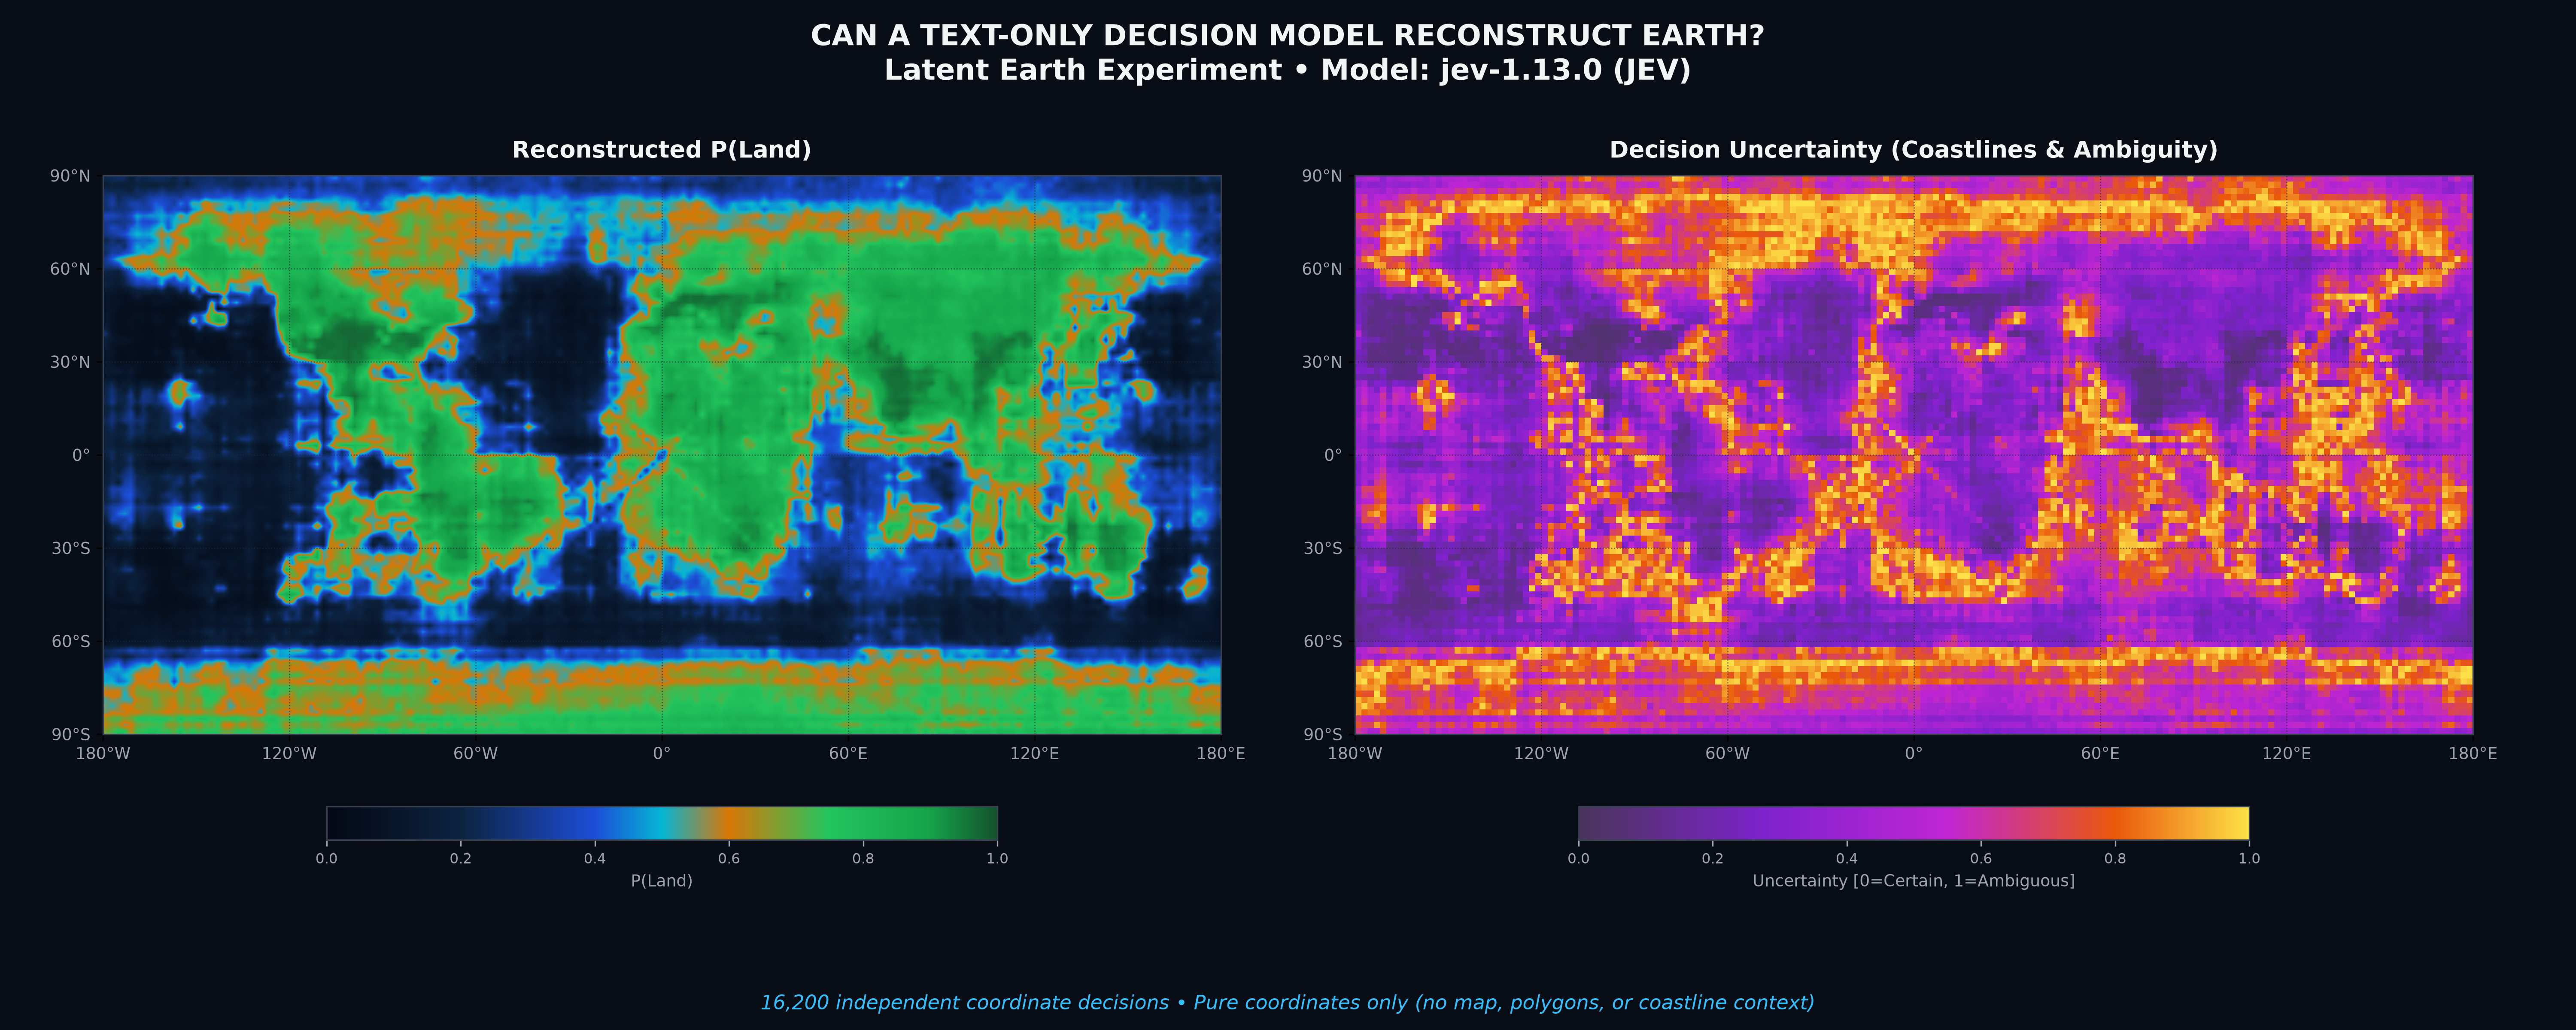 CAN A TEXT-ONLY DECISION MODEL RECONSTRUCT EARTH?
Latent Earth Experiment • Model: jev-1.13.0 (JEV)
Reconstructed P(Land)
90°N
60°N
30°N
0°
30°S
60°S
90°S
180°W 120°W 60°W 0° 60°E 120°E 180°E
0.0 0.2 0.4 0.6 0.8 1.0
P(Land)
Decision Uncertainty (Coastlines & Ambiguity)
90°N
60°N
30°N
0°
30°S
60°S
90°S
180°W 120°W 60°W 0° 60°E 120°E 180°E
0.0 0.2 0.4 0.6 0.8 1.0
Uncertainty [0=Certain, 1=Ambiguous]
16,200 independent coordinate decisions • Pure coordinates only (no map, polygons, or coastline context)